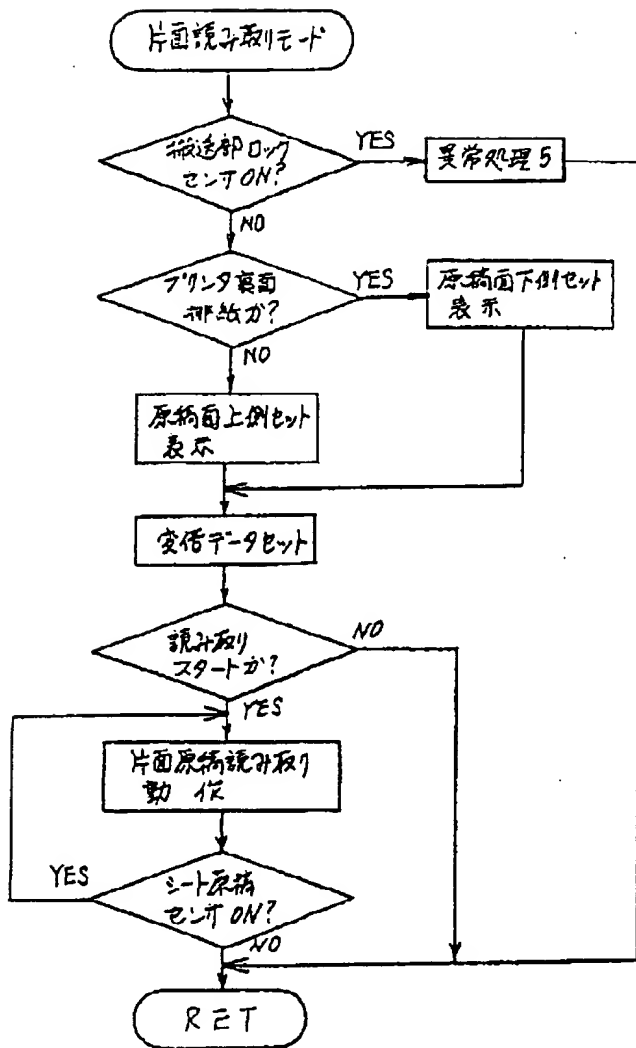 片面読み取りモード
搬送部ロック
センサON?
YES
異常処理5
NO
プリンタ裏面
排紙か?
YES
原稿面下側セット
表示
NO
原稿面上側セット
表示
変倍データセット
読み取り
スタートか?
NO
YES
片面原稿読み取り
動作
シート原稿
センサON?
YES
NO
RET